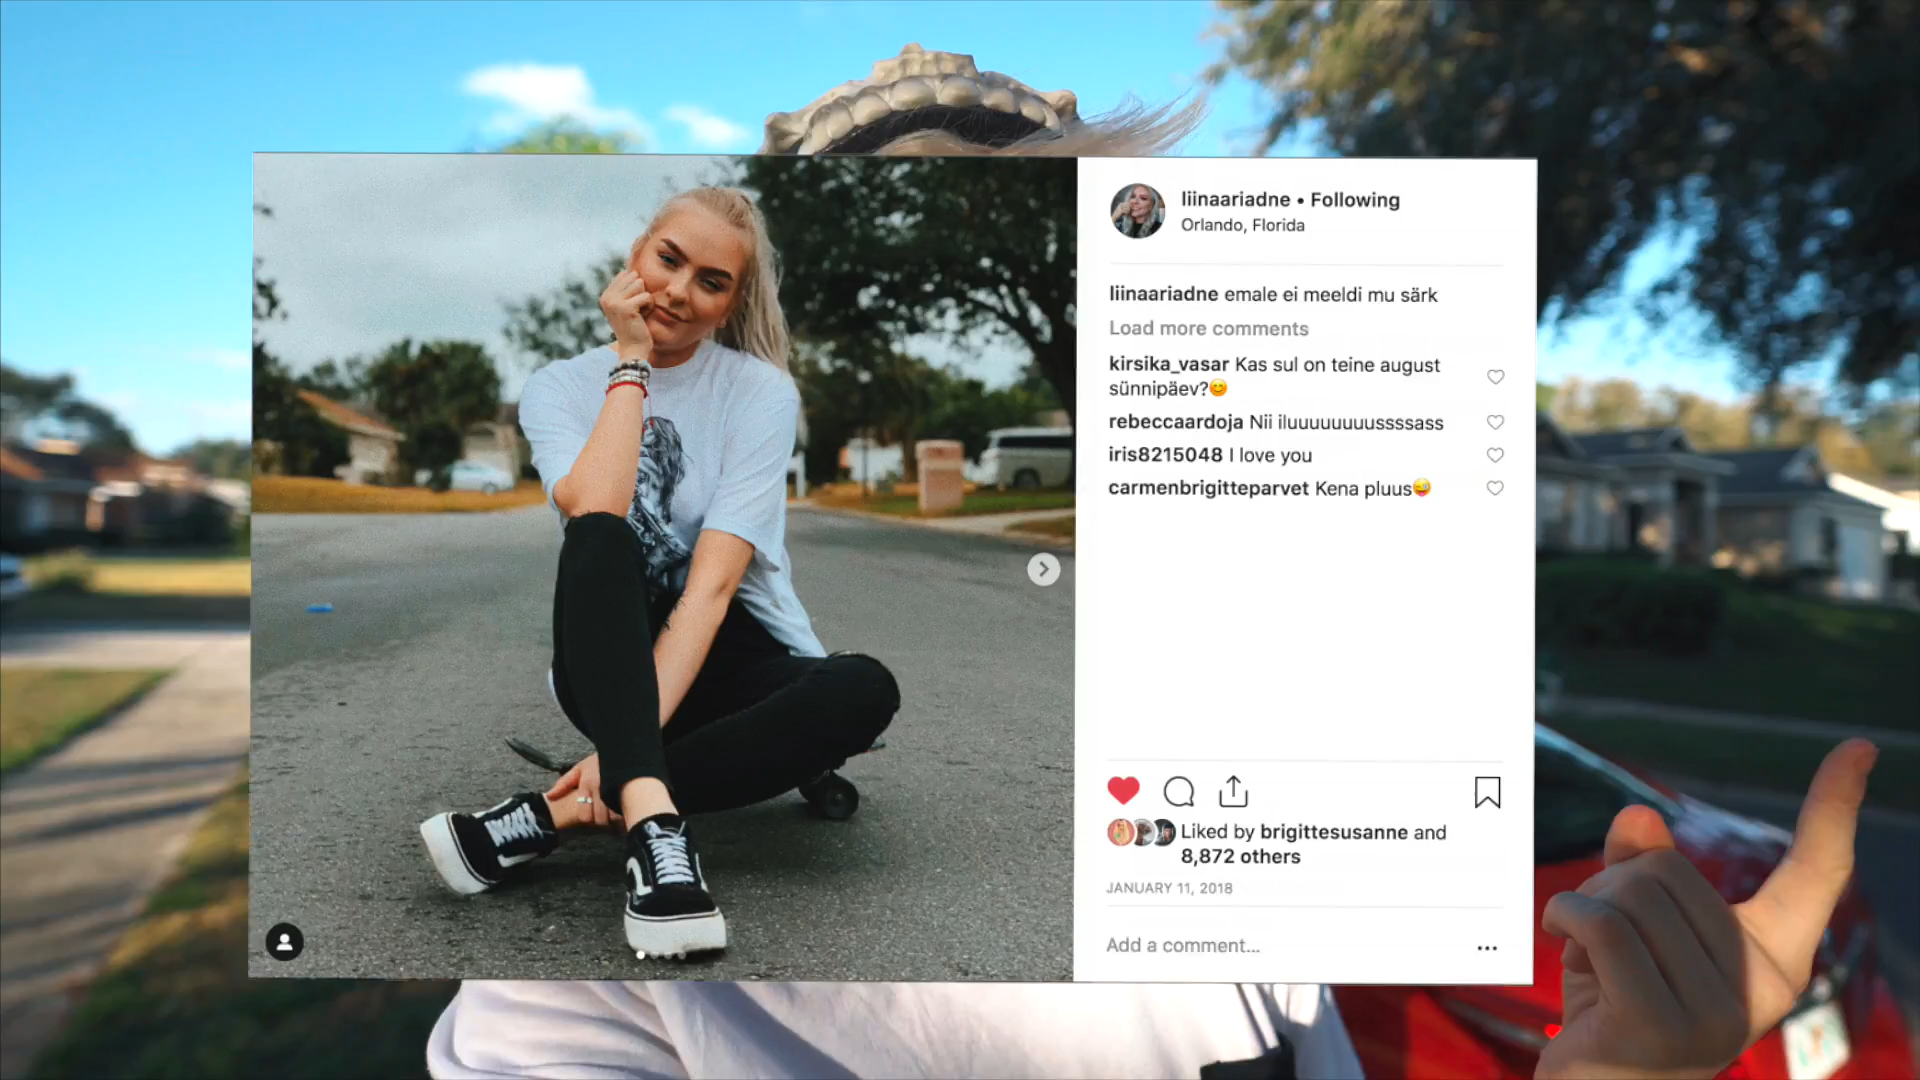 liinaariadne • Following
Orlando, Florida
liinaariadne emale ei meeldi mu särk
Load more comments
kirsika_vasar Kas sul on teine august
sünnipäev?😊
rebeccaardoja Nii iluuuuuuuussssass
iris8215048 I love you
carmenbrigitteparvet Kena pluus🤪
Liked by brigittesusanne and
8,872 others
JANUARY 11, 2018
Add a comment...